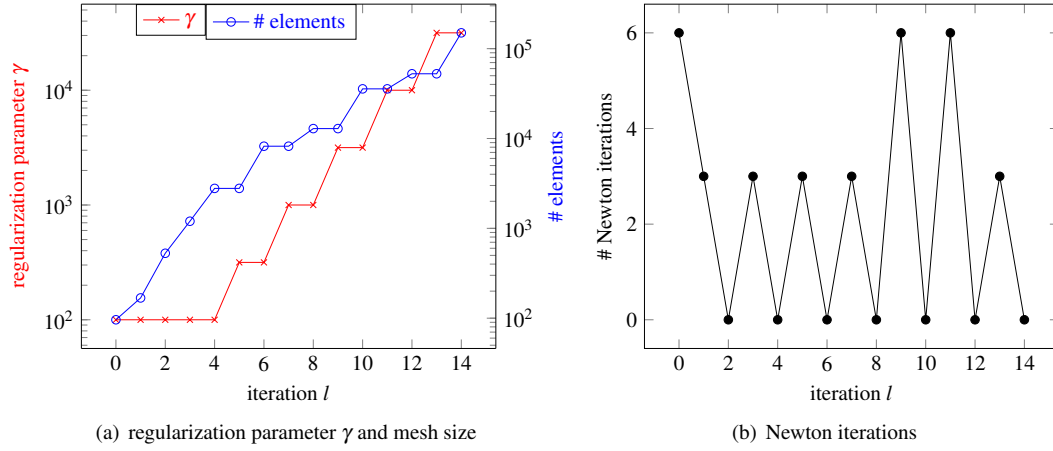 γ
# elements
regularization parameter γ
10^4
10^3
10^2
10^5
10^4
10^3
10^2
# elements
0 2 4 6 8 10 12 14
iteration l
(a) regularization parameter γ and mesh size
# Newton iterations
6
4
2
0
0 2 4 6 8 10 12 14
iteration l
(b) Newton iterations